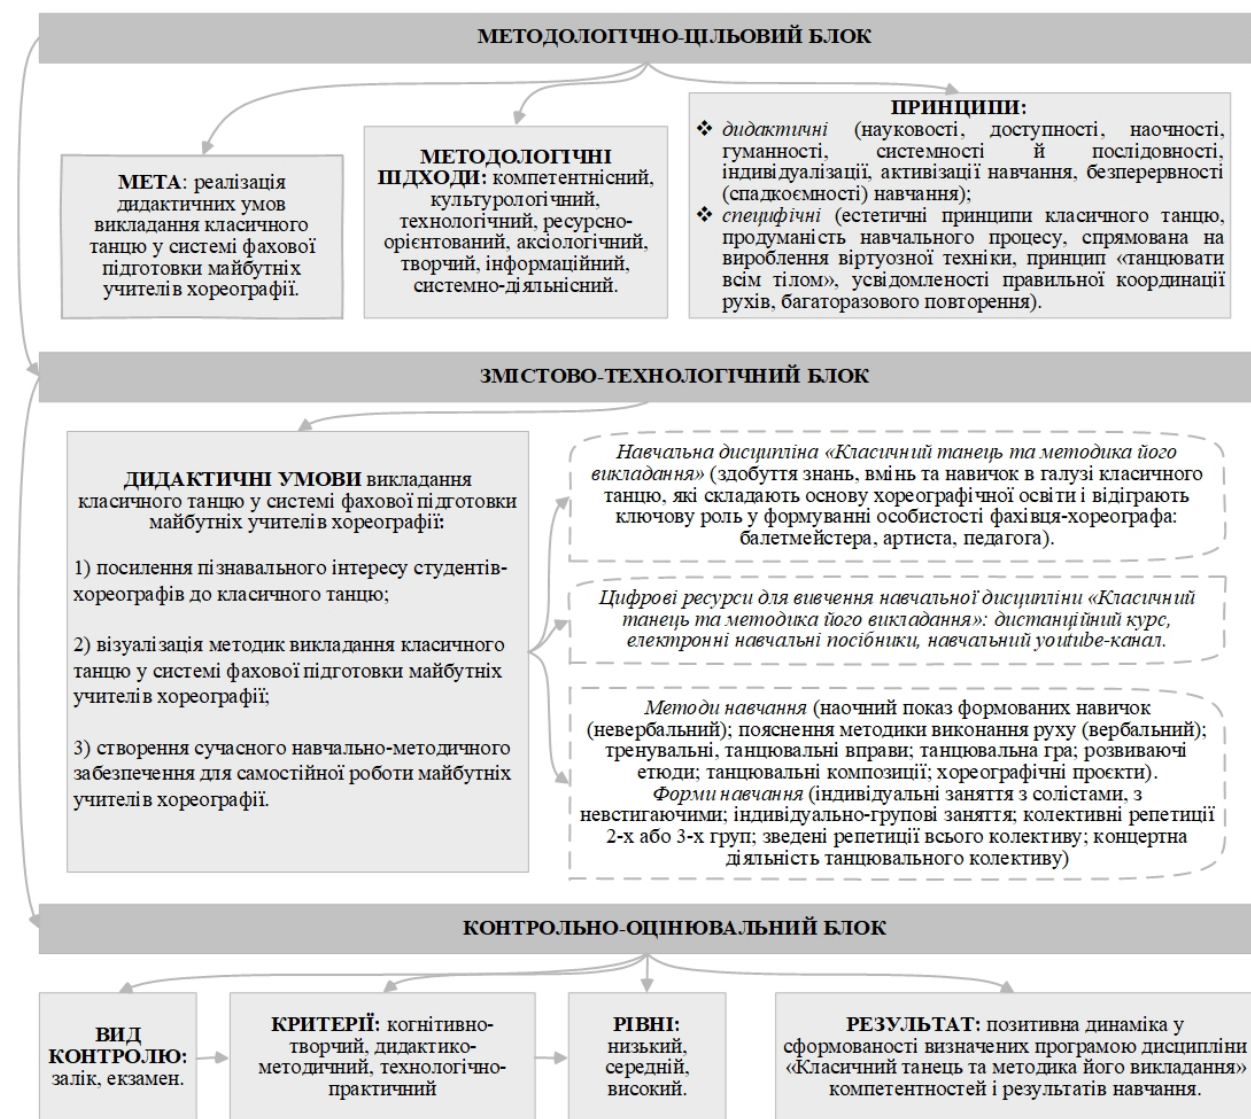 МЕТОДОЛОГІЧНО-ЦІЛЬОВИЙ БЛОК
МЕТА: реалізація
дидактичних умов
викладання класичного
танцю у системі фахової
підготовки майбутніх
учителів хореографії.
МЕТОДОЛОГІЧНІ
ПІДХОДИ: компетентнісний,
культурологічний,
технологічний, ресурсно-
орієнтований, аксіологічний,
творчий, інформаційний,
системно-діяльнісний.
ПРИНЦИПИ:
❖ дидактичні (науковості, доступності, наочності,
гуманності, системності й послідовності,
індивідуалізації, активізації навчання, безперервності
(спадкоємності) навчання);
❖ специфічні (естетичні принципи класичного танцю,
продуманість навчального процесу, спрямована на
вироблення віртуозної техніки, принцип «танцювати
всім тілом», усвідомленості правильної координації
рухів, багаторазового повторення).
ЗМІСТОВО-ТЕХНОЛОГІЧНИЙ БЛОК
ДИДАКТИЧНІ УМОВИ викладання
класичного танцю у системі фахової підготовки
майбутніх учителів хореографії:
1) посилення пізнавального інтересу студентів-
хореографів до класичного танцю;
2) візуалізація методик викладання класичного
танцю у системі фахової підготовки майбутніх
учителів хореографії;
3) створення сучасного навчально-методичного
забезпечення для самостійної роботи майбутніх
учителів хореографії.
Навчальна дисципліна «Класичний танець та методика його
викладання» (здобуття знань, вмінь та навичок в галузі класичного
танцю, які складають основу хореографічної освіти і відіграють
ключову роль у формуванні особистості фахівця-хореографа:
балетмейстера, артиста, педагога).
Цифрові ресурси для вивчення навчальної дисципліни «Класичний
танець та методика його викладання»: дистанційний курс,
електронні навчальні посібники, навчальний youtube-канал.
Методи навчання (наочний показ формованих навичок
(невербальний); пояснення методики виконання руху (вербальний);
тренувальні, танцювальні вправи; танцювальна гра; розвиваючі
етюди; танцювальні композиції; хореографічні проєкти).
Форми навчання (індивідуальні заняття з солістами, з
невстигаючими; індивідуально-групові заняття; колективні репетиції
2-х або 3-х груп; зведені репетиції всього колективу; концертна
діяльність танцювального колективу)
КОНТРОЛЬНО-ОЦІНЮВАЛЬНИЙ БЛОК
ВИД
КОНТРОЛЮ:
залік, екзамен.
КРИТЕРІЇ: когнітивно-
творчий, дидактико-
методичний, технологічно-
практичний
РІВНІ:
низький,
середній,
високий.
РЕЗУЛЬТАТ: позитивна динаміка у
сформованості визначених програмою дисципліни
«Класичний танець та методика його викладання»
компетентностей і результатів навчання.